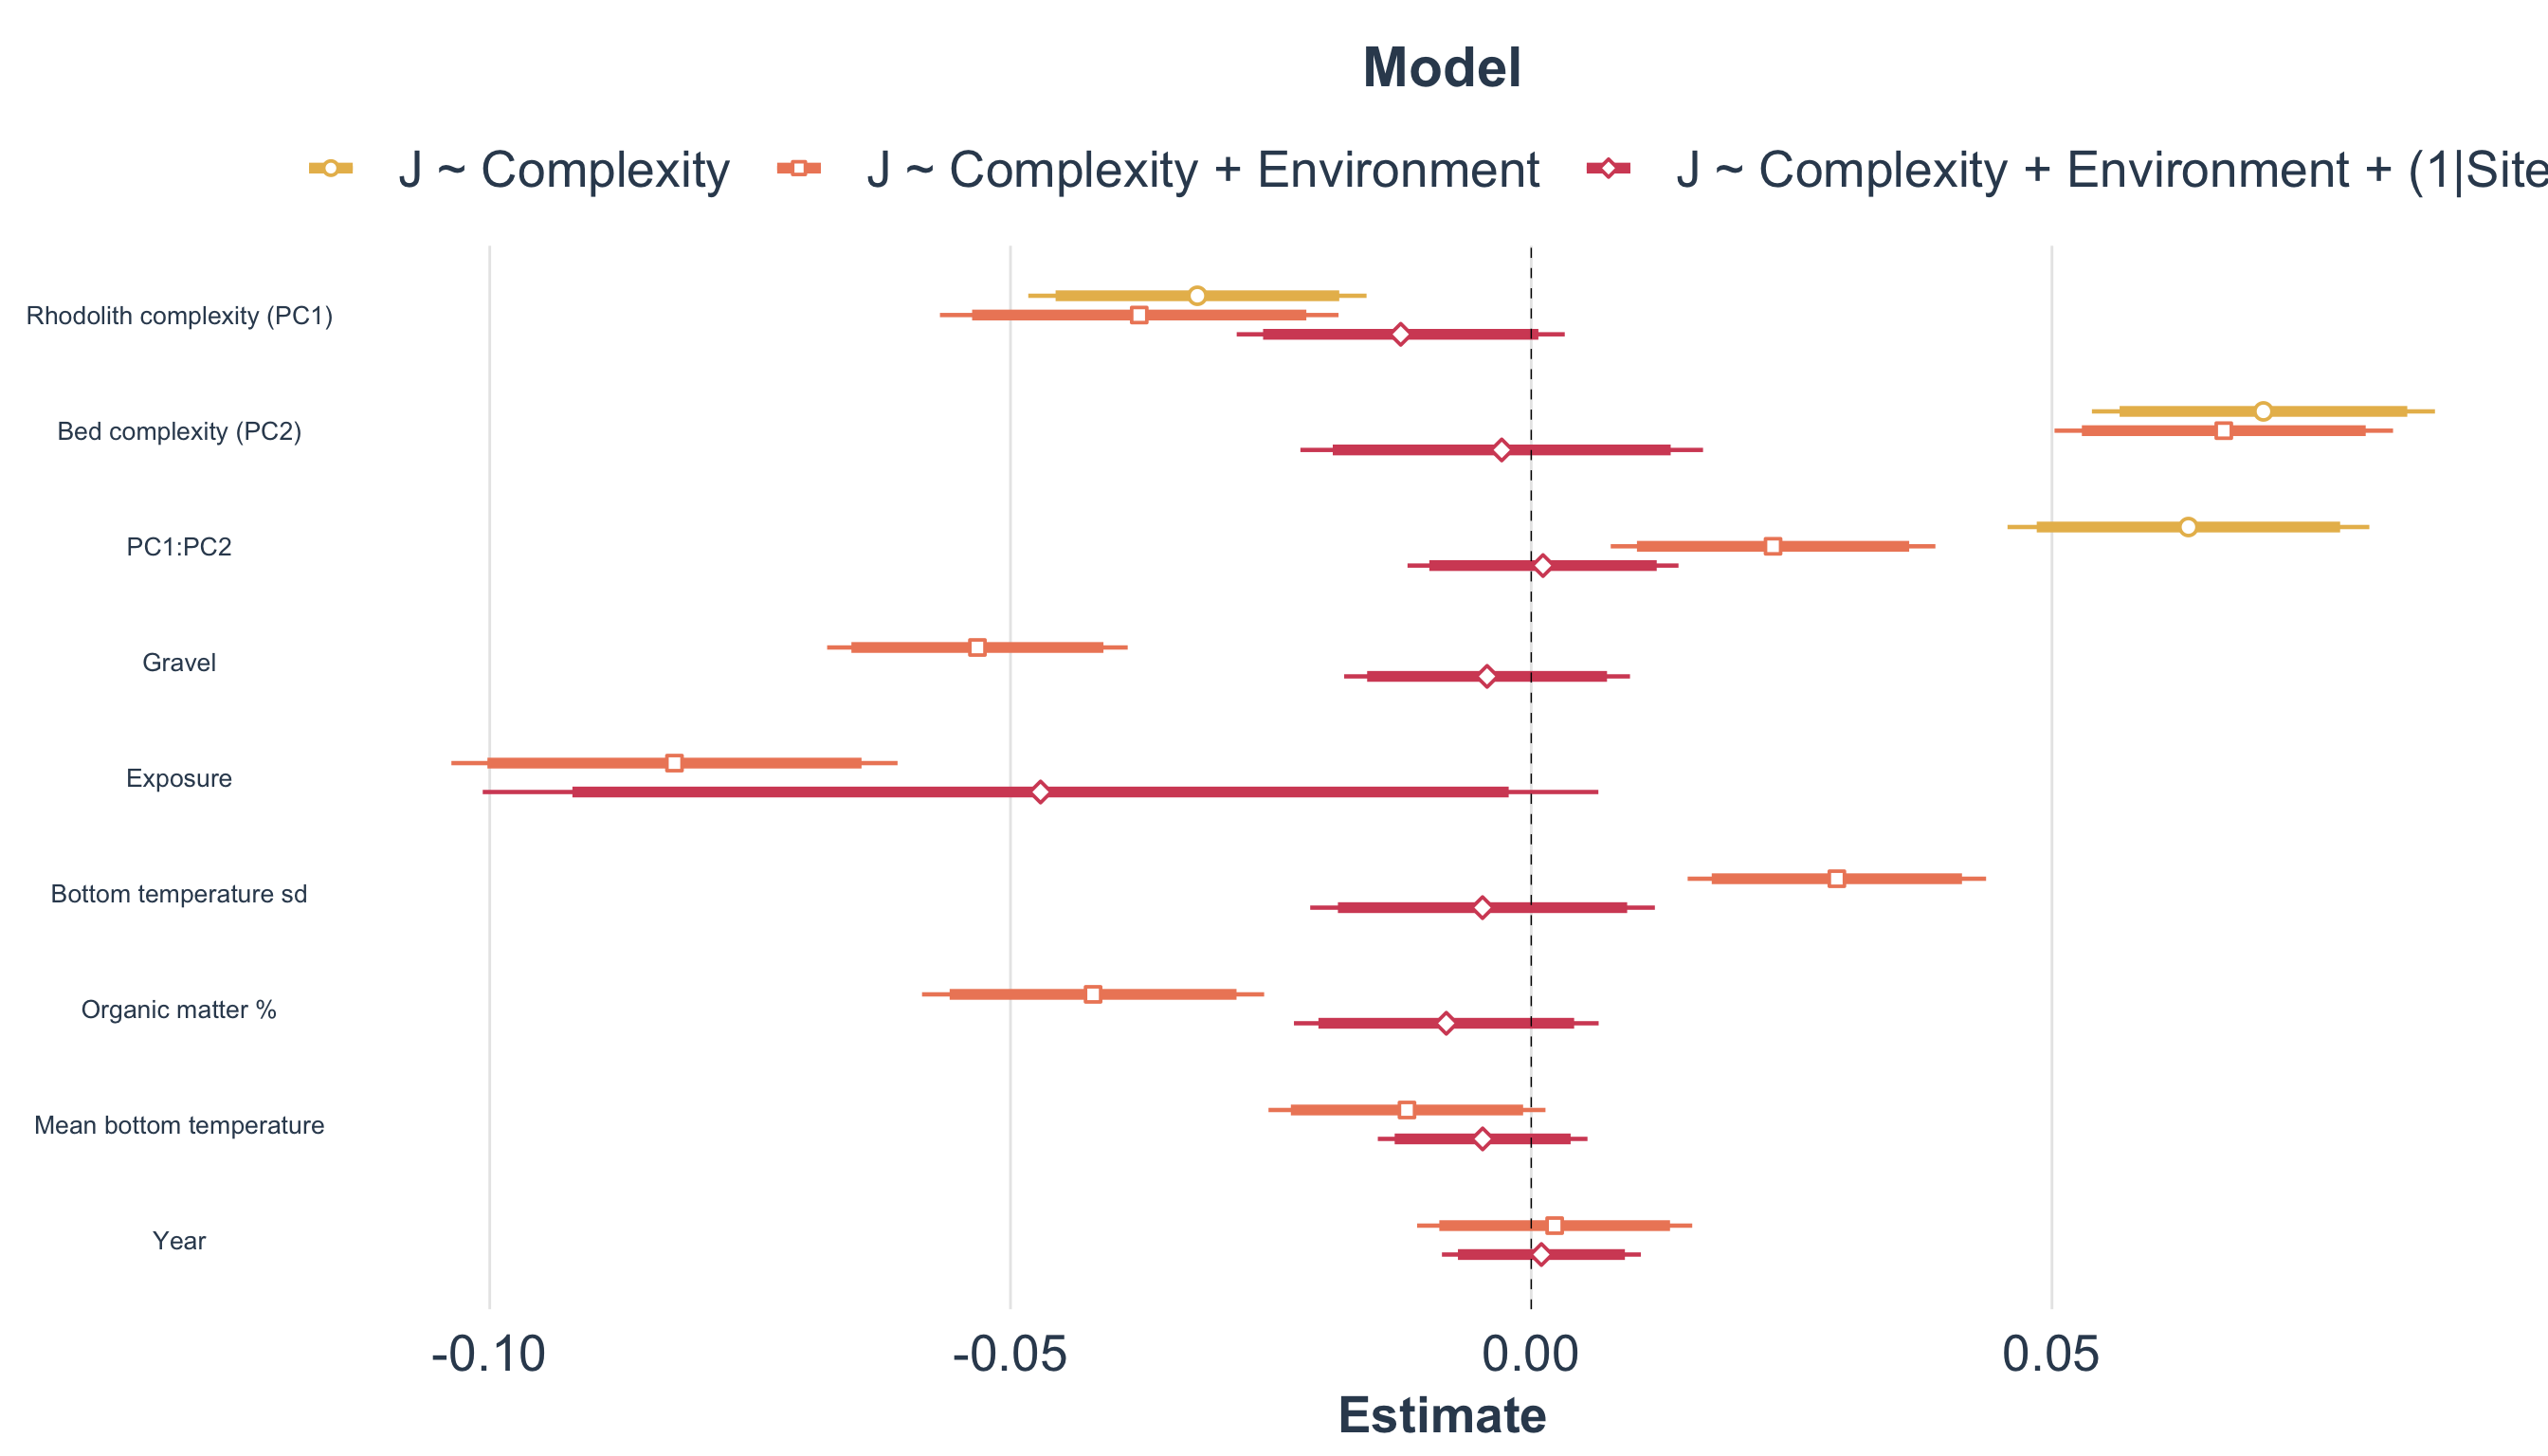 Model
J ~ Complexity J ~ Complexity + Environment J ~ Complexity + Environment + (1|Site
Rhodolith complexity (PC1)
Bed complexity (PC2)
PC1:PC2
Gravel
Exposure
Bottom temperature sd
Organic matter %
Mean bottom temperature
Year
-0.10 -0.05 0.00 0.05
Estimate